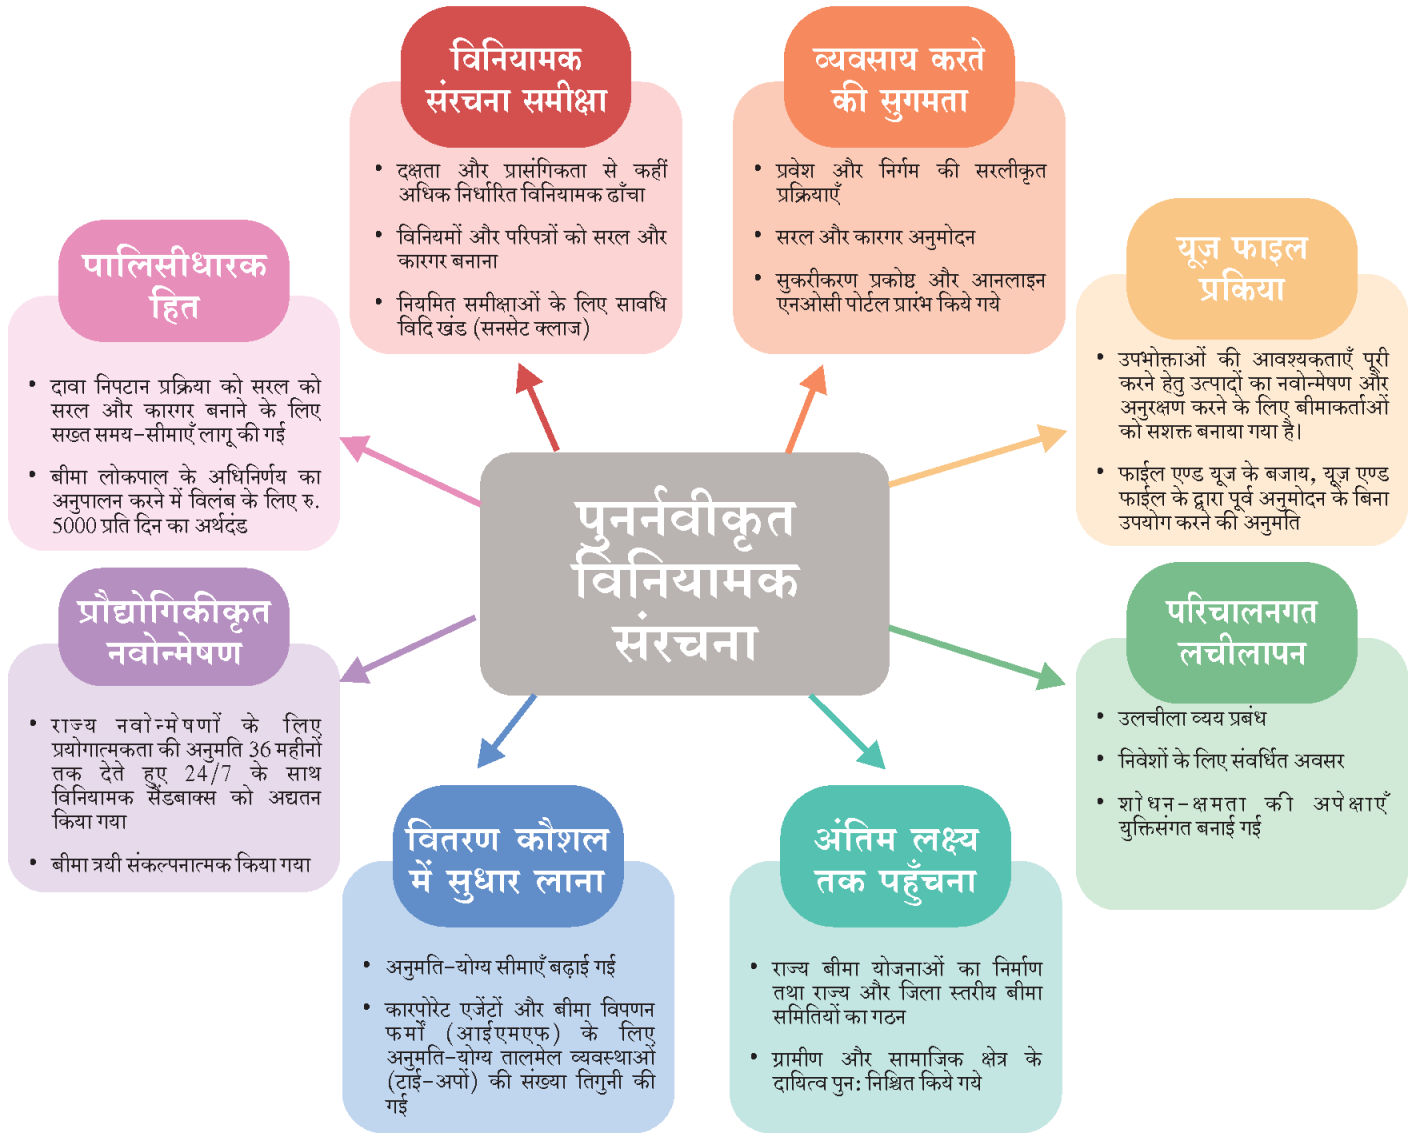 विनियामक
संरचना समीक्षा
दक्षता और प्रासंगिकता से कहीं
अधिक निर्धारित विनियामक ढाँचा
विनियमों और परिपत्रों को सरल और
कारगर बनाना
नियमित समीक्षाओं के लिए सावधि
विदि खंड (सनसेट क्लाज)
व्यवसाय करते
की सुगमता
प्रवेश और निर्गम की सरलीकृत
प्रक्रियाएँ
सरल और कारगर अनुमोदन
सुकरीकरण प्रकोष्ट और आनलाइन
एनओसी पोर्टल प्रारंभ किये गये
पालिसीधारक
हित
दावा निपटान प्रक्रिया को सरल को
सरल और कारगर बनाने के लिए
सख्त समय-सीमाएँ लागू की गई
बीमा लोकपाल के अधिनिर्णय का
अनुपालन करने में विलंब के लिए रु.
5000 प्रति दिन का अर्थदंड
यूज़ फाइल
प्रकिया
उपभोक्ताओं की आवश्यकताएँ पूरी
करने हेतु उत्पादों का नवोन्मेषण और
अनुरक्षण करने के लिए बीमाकर्ताओं
को सशक्त बनाया गया है।
फाईल एण्ड यूज के बजाय, यूज़ एण्ड
फाईल के द्वारा पूर्व अनुमोदन के बिना
उपयोग करने की अनुमति
पुनर्नवीकृत
विनियामक
संरचना
प्रौद्योगिकीकृत
नवोन्मेषण
राज्य नवोन्मेषणों के लिए
प्रयोगात्मकता की अनुमति 36 महीनों
तक देते हुए 24/7 के साथ
विनियामक सैंडबाक्स को अद्यतन
किया गया
बीमा त्रयी संकल्पनात्मक किया गया
परिचालनगत
लचीलापन
उलचीला व्यय प्रबंध
निवेशों के लिए संवर्धित अवसर
शोधन-क्षमता की अपेक्षाएँ
युक्तिसंगत बनाई गई
वितरण कौशल
में सुधार लाना
अनुमति-योग्य सीमाएँ बढ़ाई गई
कारपोरेट एजेंटों और बीमा विपणन
फर्मों (आईएमएफ) के लिए
अनुमति-योग्य तालमेल व्यवस्थाओं
(टाई-अपों) की संख्या तिगुनी की
गई
अंतिम लक्ष्य
तक पहुँचना
राज्य बीमा योजनाओं का निर्माण
तथा राज्य और जिला स्तरीय बीमा
समितियों का गठन
ग्रामीण और सामाजिक क्षेत्र के
दायित्व पुन: निश्चित किये गये